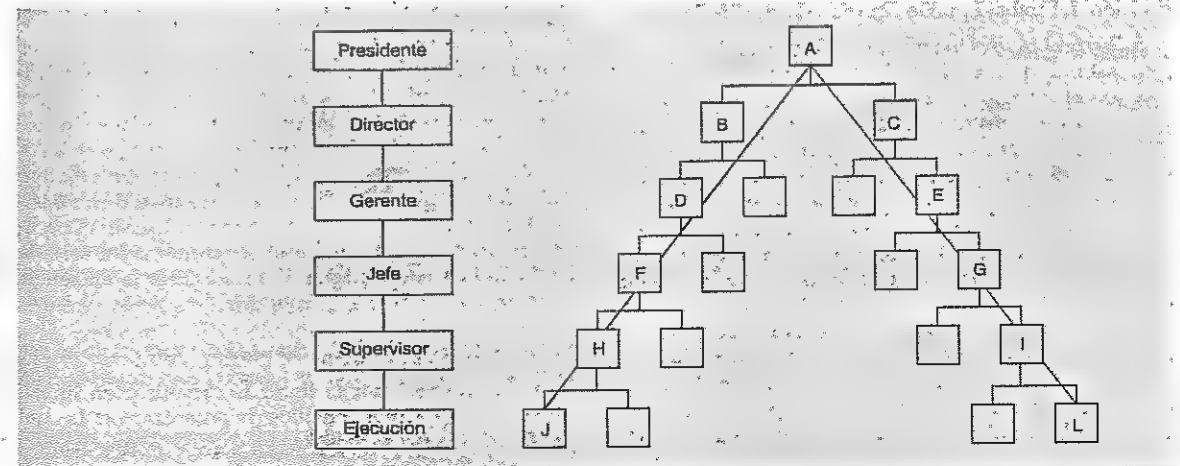 Presidente
A
Director
B
C
Gerente
D
E
Jefe
F
G
Supervisor
H
I
Ejecución
J
L